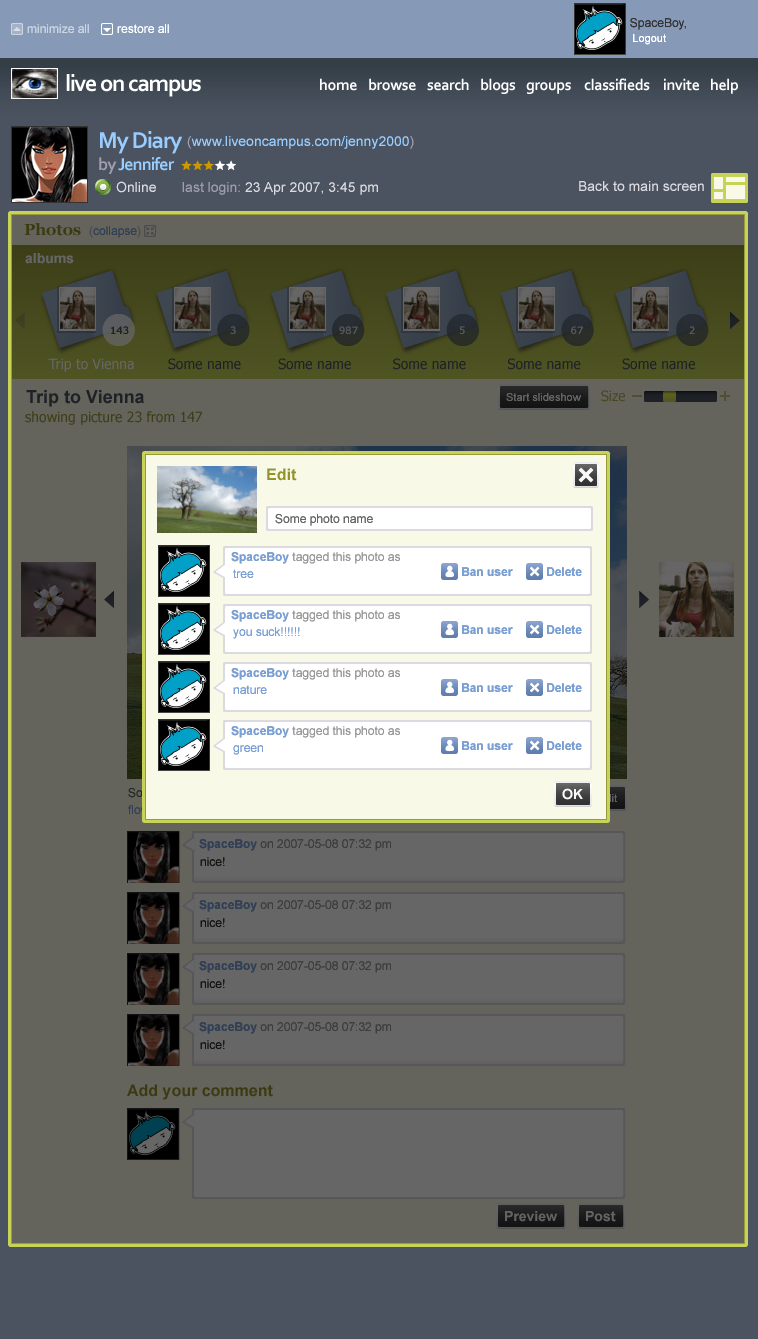 minimize all restore all
SpaceBoy,
Logout
live on campus
home browse search blogs groups classifieds invite help
My Diary (www.liveoncampus.com/jenny2000)
by Jennifer
Online last login: 23 Apr 2007, 3:45 pm
Back to main screen
Photos (collapse)
albums
143 3 987 5 67 2
Trip to Vienna Some name Some name Some name Some name Some name
Trip to Vienna
Start slideshow Size
showing picture 23 from 147
Edit
Some photo name
SpaceBoy tagged this photo as
tree
Ban user Delete
SpaceBoy tagged this photo as
you suck!!!!!!
Ban user Delete
SpaceBoy tagged this photo as
nature
Ban user Delete
SpaceBoy tagged this photo as
green
Ban user Delete
OK
SpaceBoy on 2007-05-08 07:32 pm
nice!
SpaceBoy on 2007-05-08 07:32 pm
nice!
SpaceBoy on 2007-05-08 07:32 pm
nice!
SpaceBoy on 2007-05-08 07:32 pm
nice!
Add your comment
Preview Post